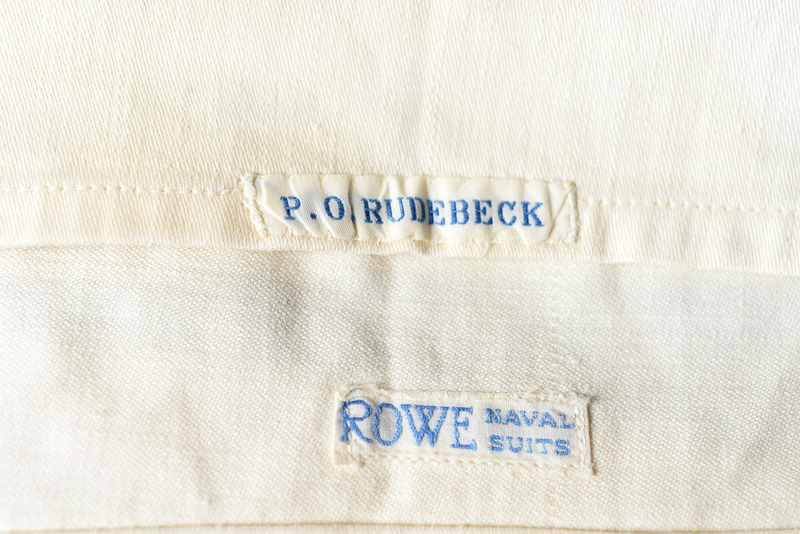 P.O.RUDEBECK
ROWE NAVAL
SUITS